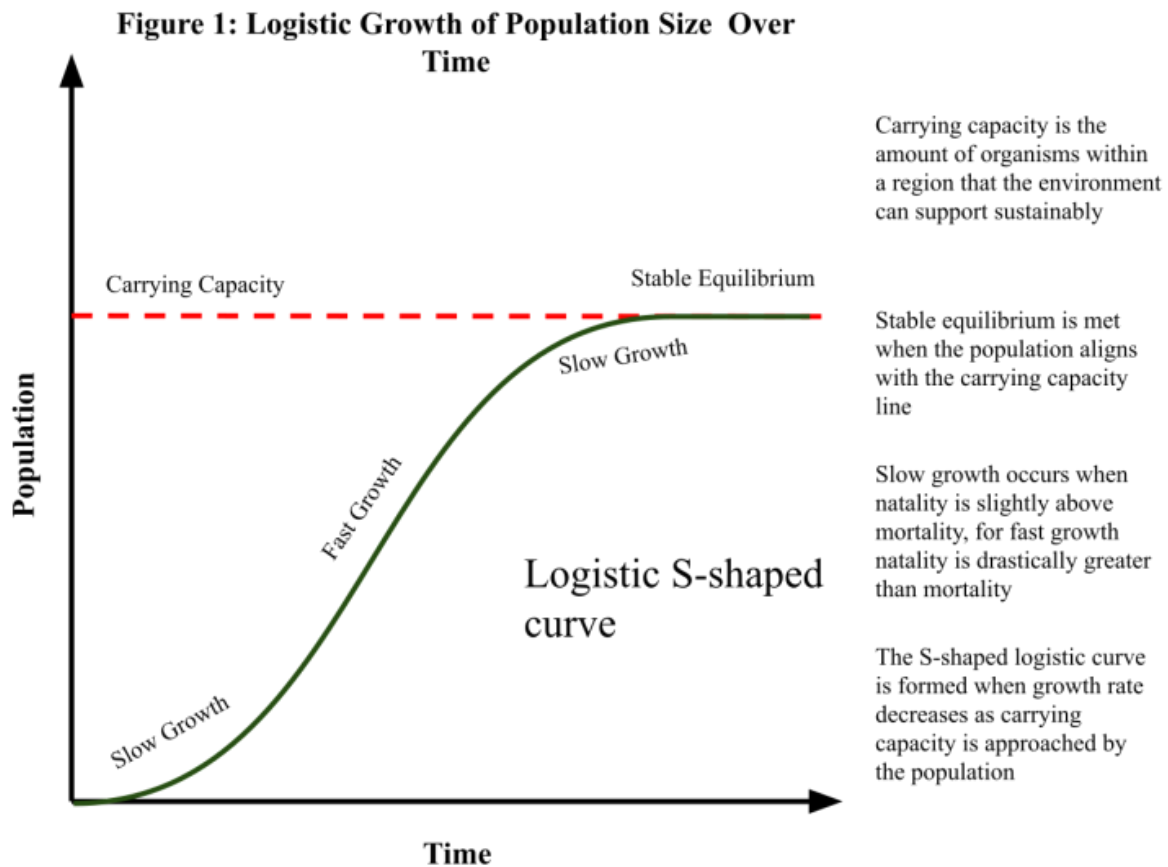 Figure 1: Logistic Growth of Population Size Over
Time
Carrying capacity is the
amount of organisms within
a region that the environment
can support sustainably
Carrying Capacity
Stable Equilibrium
Slow Growth
Stable equilibrium is met
when the population aligns
with the carrying capacity
line
Population
Fast Growth
Slow growth occurs when
natality is slightly above
mortality, for fast growth
natality is drastically greater
than mortality
Logistic S-shaped
curve
Slow Growth
The S-shaped logistic curve
is formed when growth rate
decreases as carrying
capacity is approached by
the population
Time